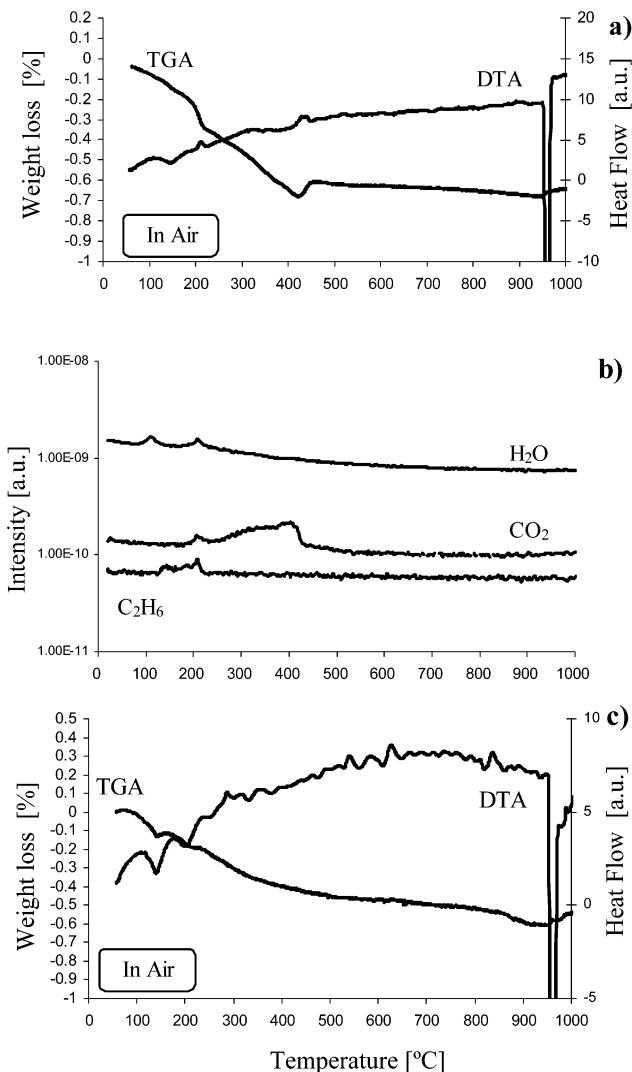 a)
0.2
0.1
0
-0.1
-0.2
-0.3
-0.4
-0.5
-0.6
-0.7
-0.8
-0.9
-1
Weight loss [%]
TGA
DTA
In Air
20
15
10
5
0
-5
-10
Heat Flow [a.u.]
0 100 200 300 400 500 600 700 800 900 1000
b)
1.00E-08
1.00E-09
1.00E-10
1.00E-11
Intensity [a.u.]
H₂O
CO₂
C₂H₆
0 100 200 300 400 500 600 700 800 900 1000
c)
0.5
0.4
0.3
0.2
0.1
0
-0.1
-0.2
-0.3
-0.4
-0.5
-0.6
-0.7
-0.8
-0.9
-1
Weight loss [%]
TGA
DTA
In Air
10
5
0
-5
Heat Flow [a.u.]
0 100 200 300 400 500 600 700 800 900 1000
Temperature [ºC]